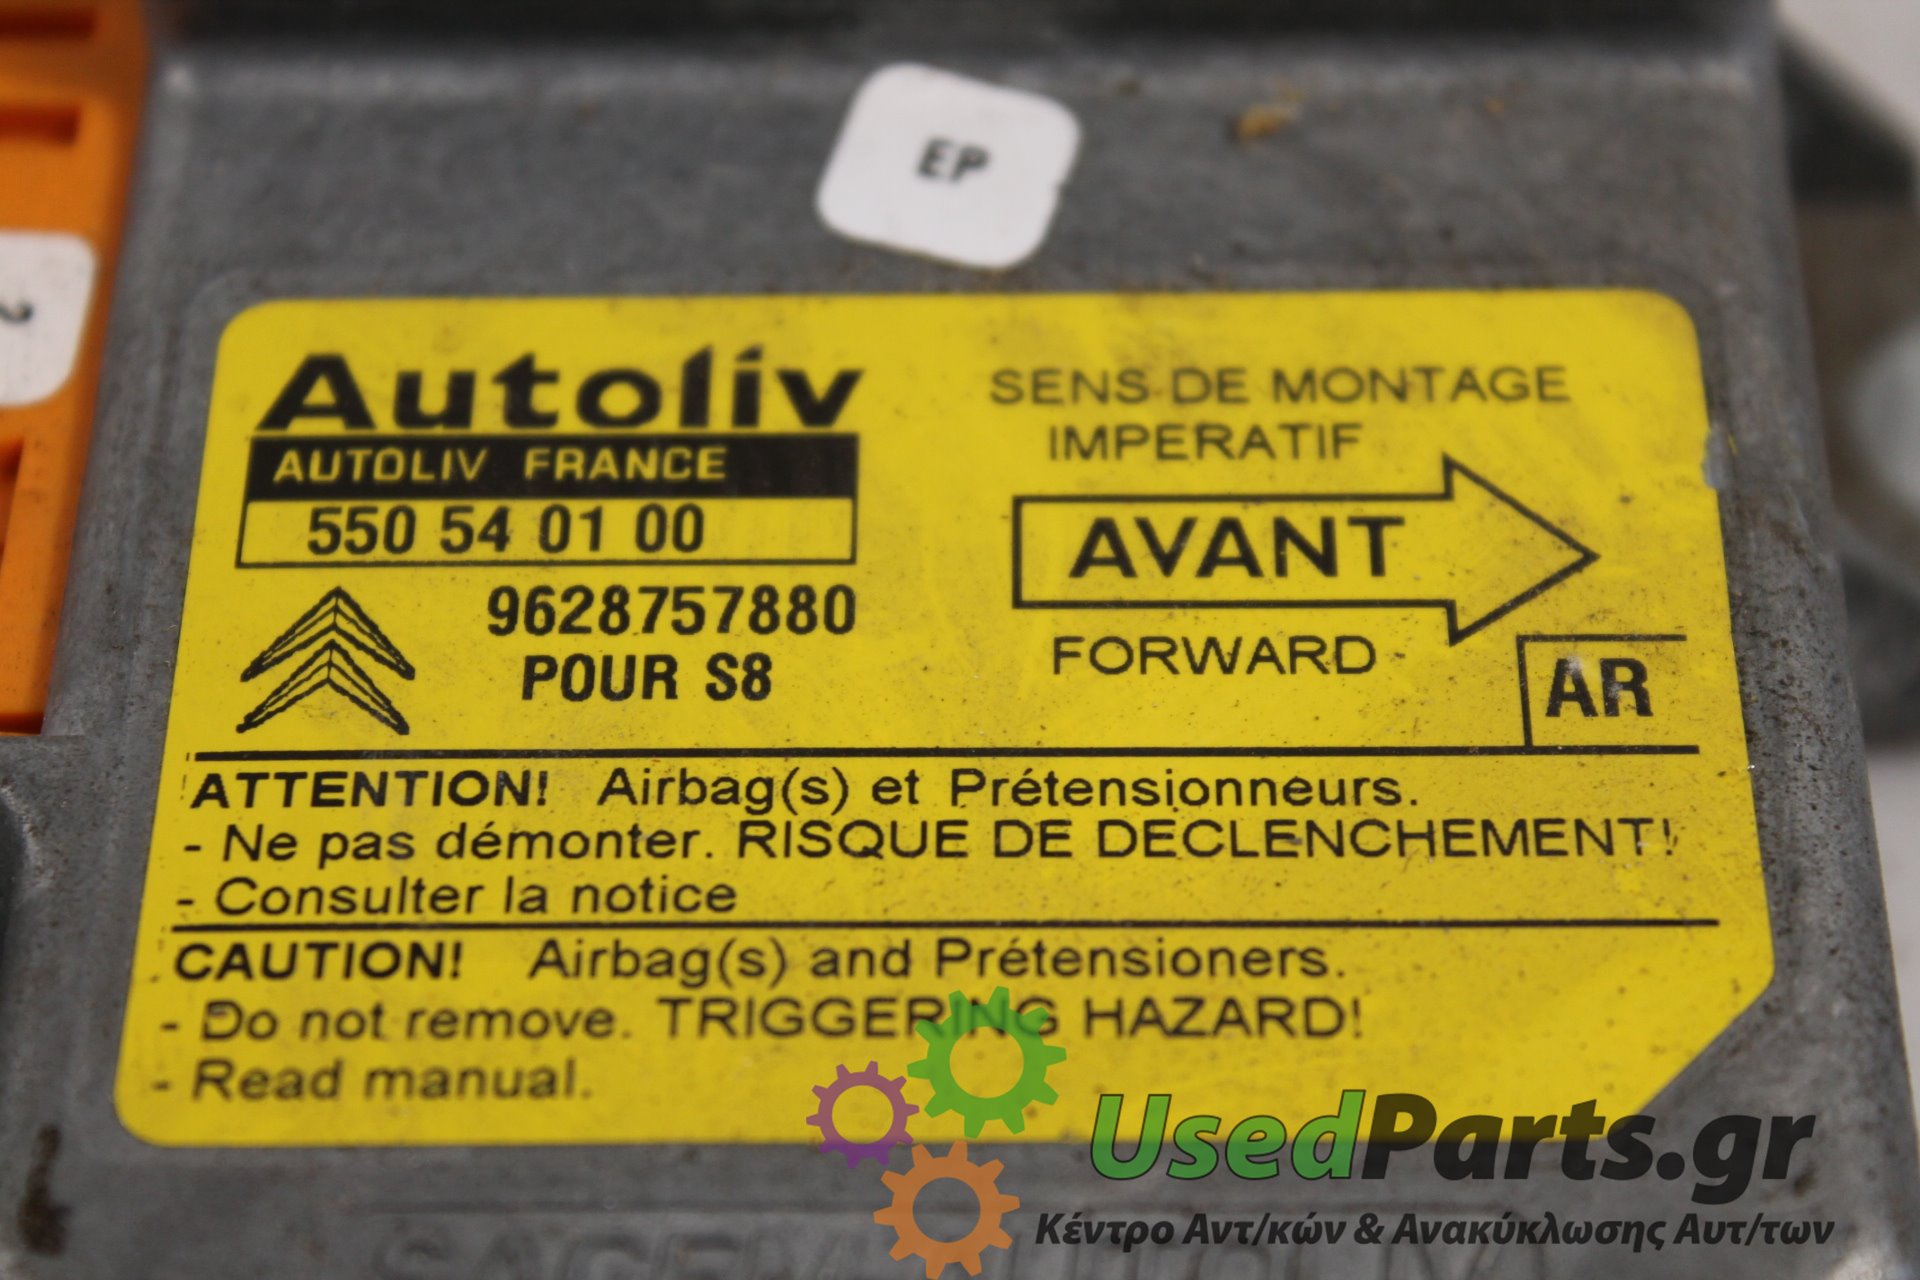 EP
2
Autoliv
AUTOLIV FRANCE
550 54 01 00
9628757880
POUR S8
SENS DE MONTAGE
IMPERATIF
AVANT
FORWARD
AR
ATTENTION! Airbag(s) et Prétensionneurs.
- Ne pas démonter. RISQUE DE DECLENCHEMENT!
- Consulter la notice
CAUTION! Airbag(s) and Prétensioners.
- Do not remove. TRIGGERING HAZARD!
- Read manual.
UsedParts.gr
Κέντρο Αντ/κών & Ανακύκλωσης Αυτ/των